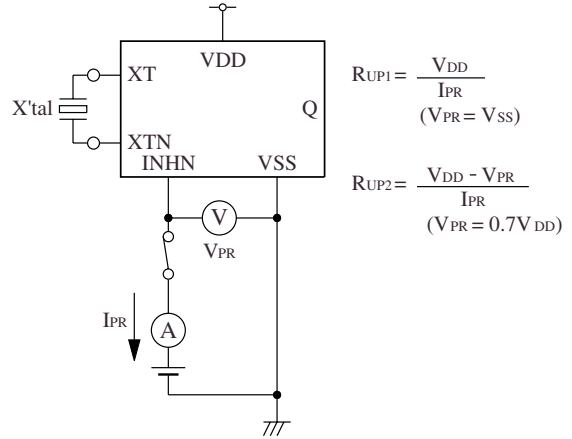 VDD
XT
X'tal
Q
XTN
INHN
VSS
V
VPR
IPR
A
RUP1 = VDD / IPR
(VPR = VSS)
RUP2 = VDD - VPR / IPR
(VPR = 0.7VDD)